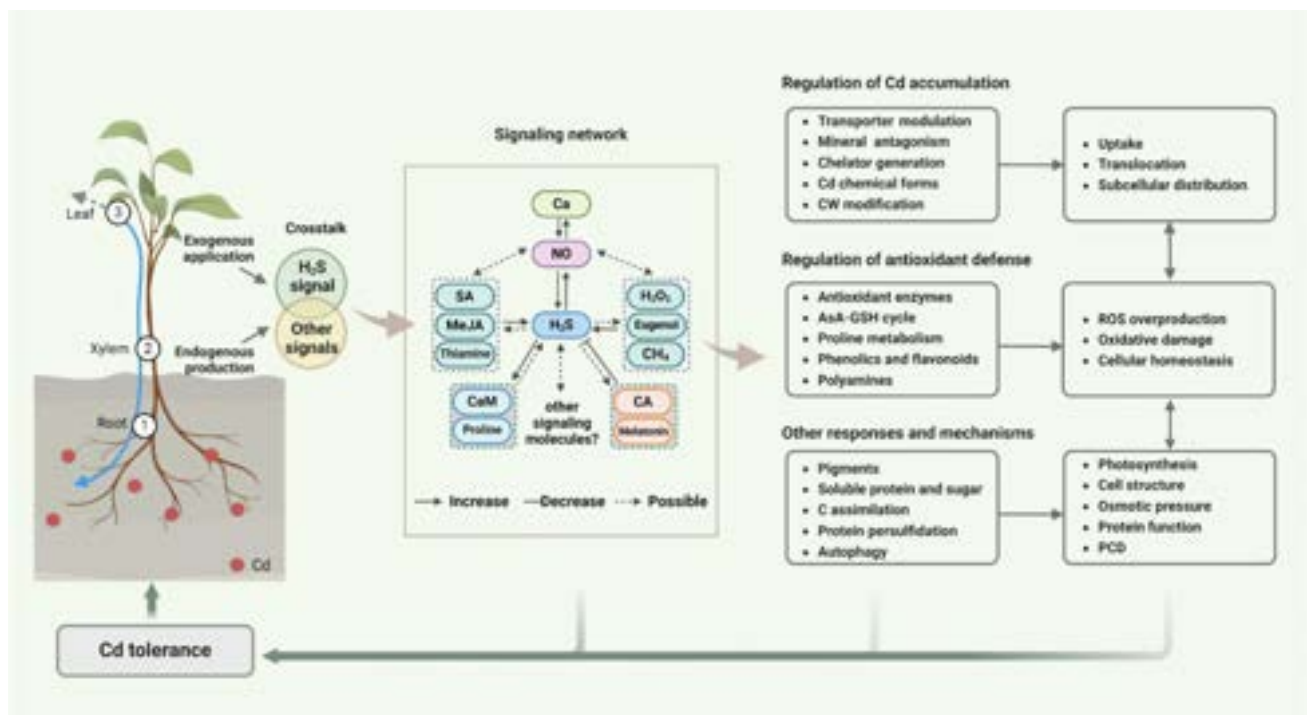 Leaf
3
Xylem
2
Root
1
Cd
Cd tolerance
Exogenous
application
Endogenous
production
Crosstalk
H₂S
signal
Other
signals
Signaling network
Ca
NO
SA
MeJA
Thiamine
H₂S
H₂O₂
Eugenol
CH₄
CaM
Proline
other
signaling
molecules?
CA
Melatonin
Increase
Decrease
Possible
Regulation of Cd accumulation
• Transporter modulation
• Mineral antagonism
• Chelator generation
• Cd chemical forms
• CW modification
• Uptake
• Translocation
• Subcellular distribution
Regulation of antioxidant defense
• Antioxidant enzymes
• AsA-GSH cycle
• Proline metabolism
• Phenolics and flavonoids
• Polyamines
• ROS overproduction
• Oxidative damage
• Cellular homeostasis
Other responses and mechanisms
• Pigments
• Soluble protein and sugar
• C assimilation
• Protein persulfidation
• Autophagy
• Photosynthesis
• Cell structure
• Osmotic pressure
• Protein function
• PCD